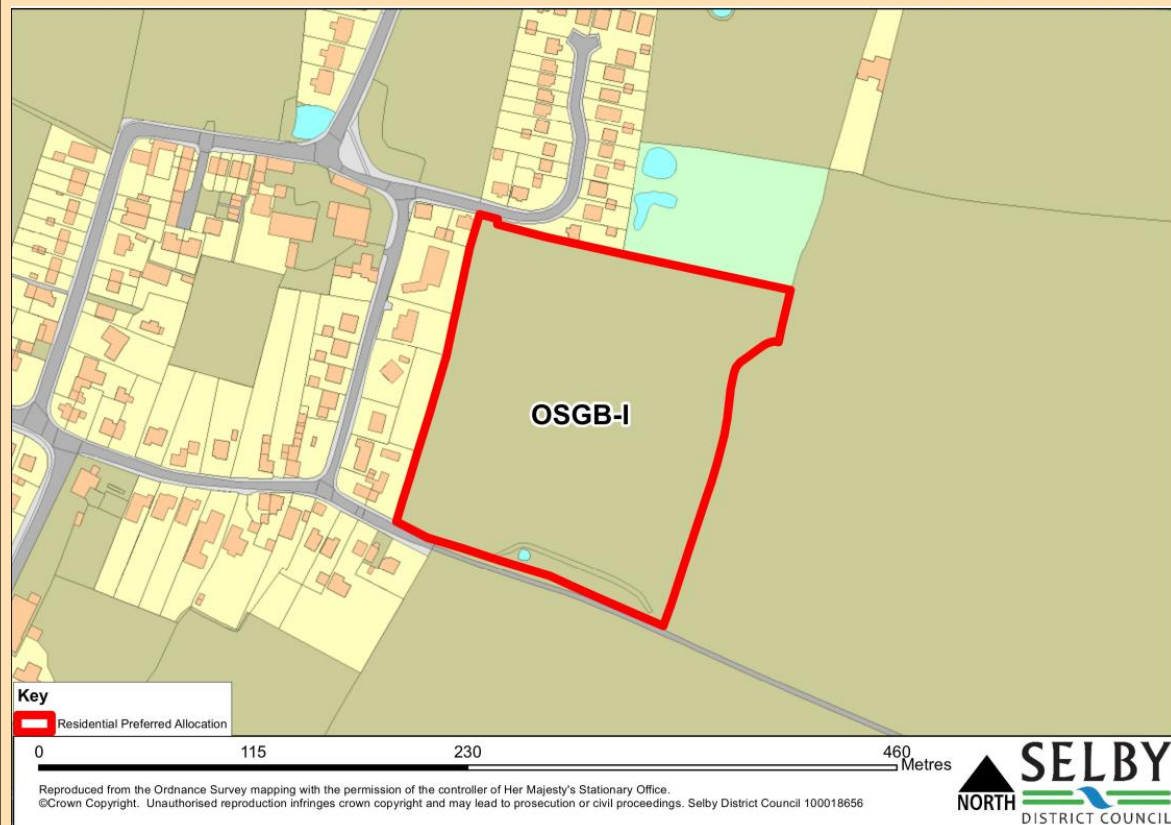 OSGB-I
Key
Residential Preferred Allocation
0 115 230 460
Metres
Reproduced from the Ordnance Survey mapping with the permission of the controller of Her Majesty's Stationary Office.
©Crown Copyright. Unauthorised reproduction infringes crown copyright and may lead to prosecution or civil proceedings. Selby District Council 100018656
NORTH
SELBY
DISTRICT COUNCIL